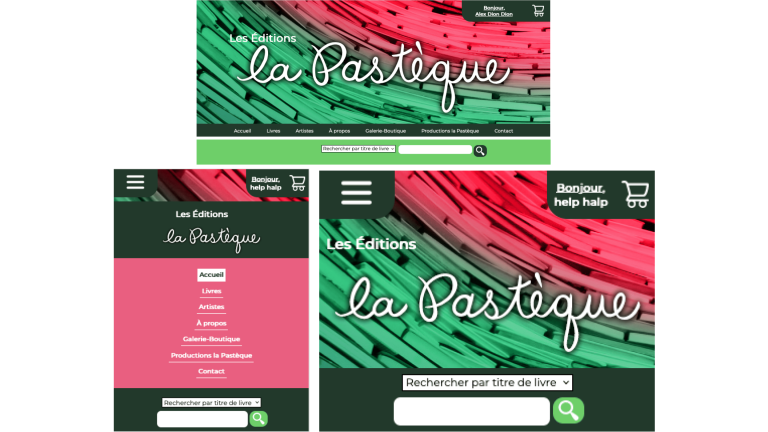 Bonjour,
Alex Dion Dion
Les Éditions
la Pastèque
Accueil Livres Artistes À propos Galerie-Boutique Productions la Pastèque Contact
Rechercher par titre de livre
Bonjour,
help halp
Les Éditions
la Pastèque
Accueil
Livres
Artistes
À propos
Galerie-Boutique
Productions la Pastèque
Contact
Rechercher par titre de livre
Bonjour,
help halp
Les Éditions
la Pastèque
Rechercher par titre de livre